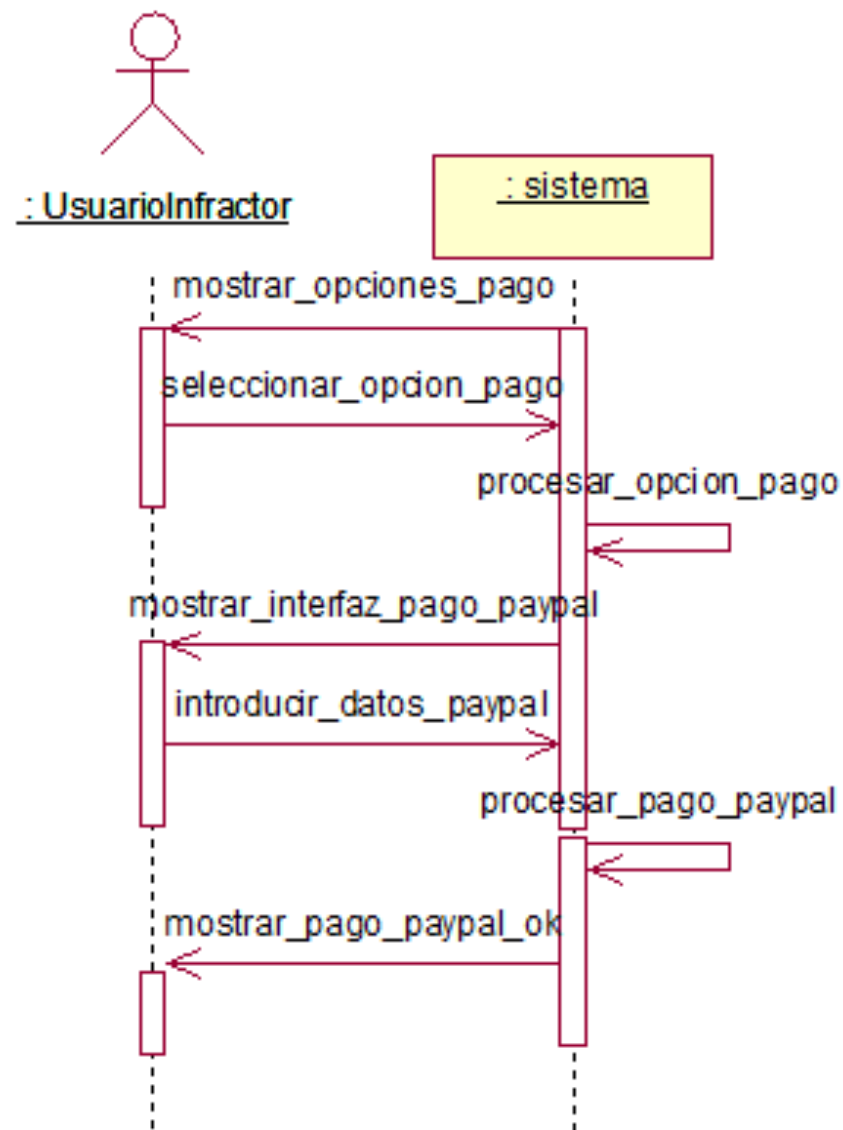 : UsuarioInfractor
: sistema
mostrar_opciones_pago
seleccionar_opcion_pago
procesar_opcion_pago
mostrar_interfaz_pago_paypal
introducir_datos_paypal
procesar_pago_paypal
mostrar_pago_paypal_ok